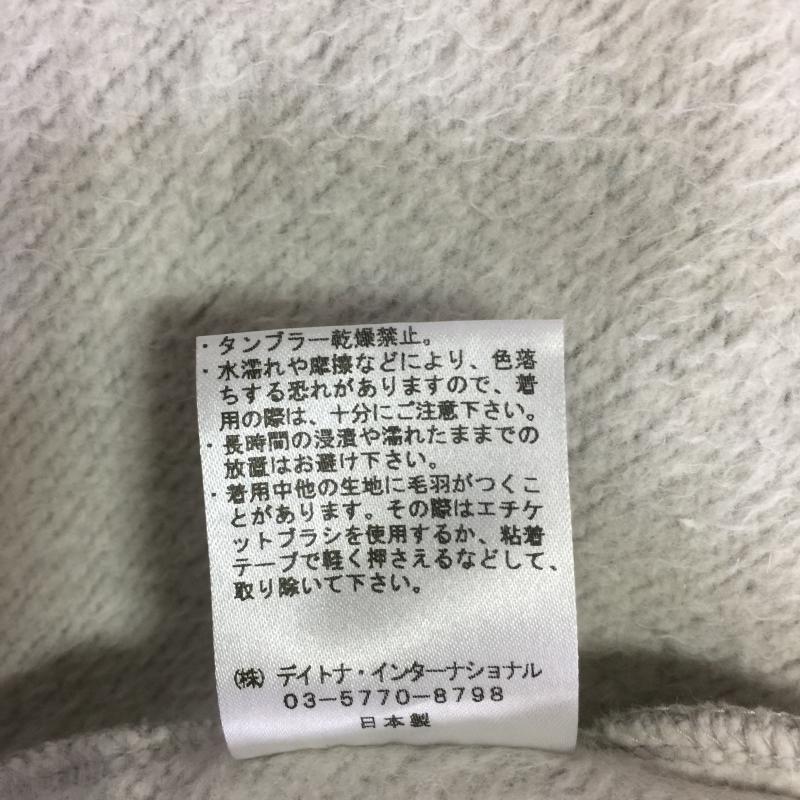 ・タンブラー乾燥禁止。
・水濡れや摩擦などにより、色落
ちする恐れがありますので、着
用の際は、十分にご注意下さい。
・長時間の浸漬や濡れたままでの
放置はお避け下さい。
・着用中他の生地に毛羽がつくこ
とがあります。その際はエチケ
ットブラシを使用するか、粘着
テープで軽く押さえるなどして、
取り除いて下さい。
㈱デイトナ・インターナショナル
03-5770-8798
日本製